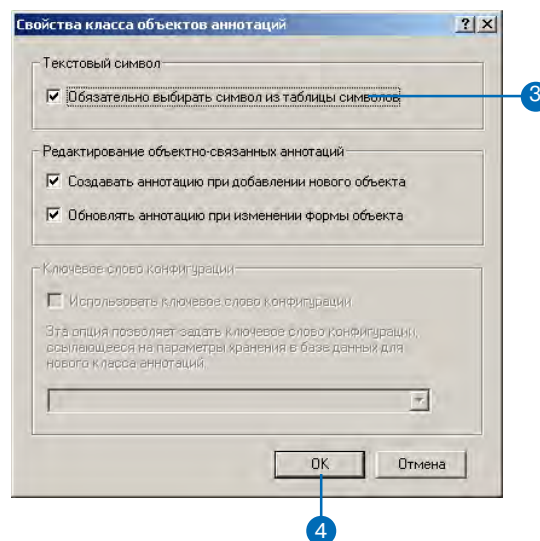 Свойства класса объектов аннотаций
Текстовый символ
Обязательно выбирать символ из таблицы символов
3
Редактирование объектно-связанных аннотаций
Создавать аннотацию при добавлении нового объекта
Обновлять аннотацию при изменении формы объекта
Ключевое слово конфигурации
Использовать ключевое слово конфигурации
Эта опция позволяет задать ключевое слово конфигурации,
ссылающееся на параметры хранения в базе данных для
нового класса аннотаций.
OK
Отмена
4